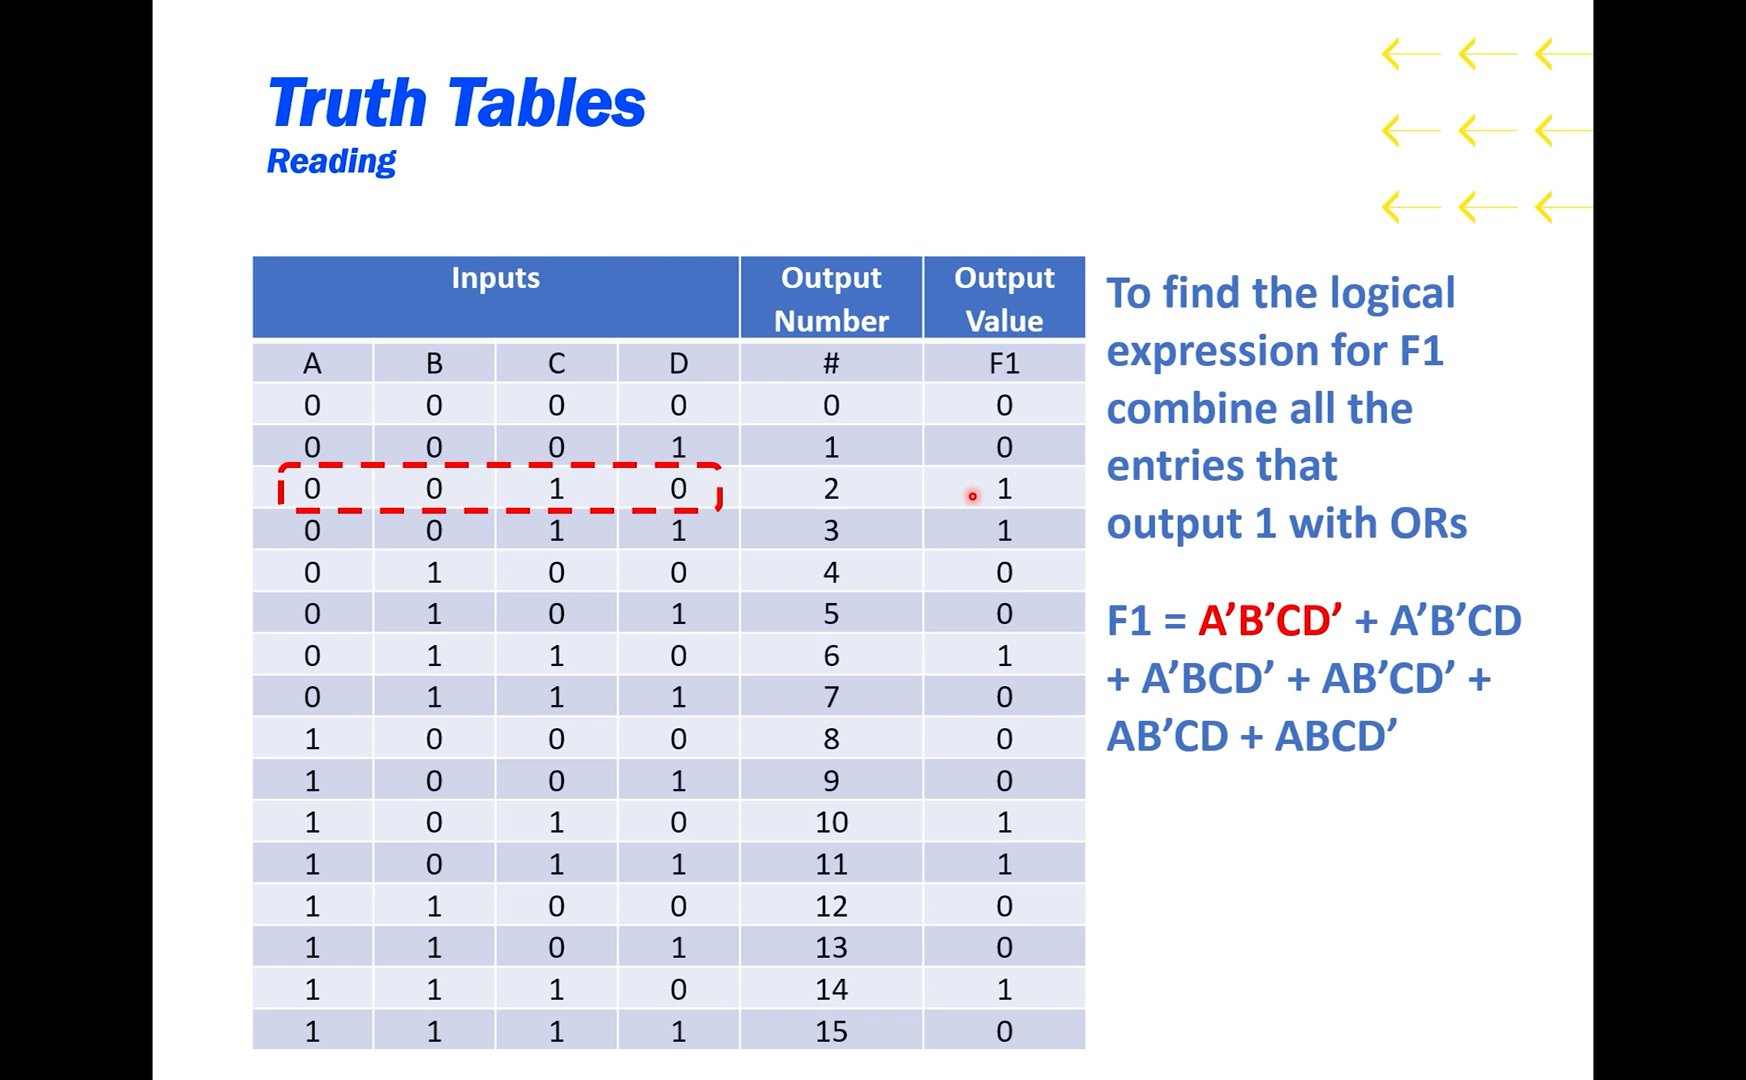 Truth Tables
Reading
Inputs Output Number Output Value
A B C D # F1
0 0 0 0 0 0
0 0 0 1 1 0
0 0 1 0 2 1
0 0 1 1 3 1
0 1 0 0 4 0
0 1 0 1 5 0
0 1 1 0 6 1
0 1 1 1 7 0
1 0 0 0 8 0
1 0 0 1 9 0
1 0 1 0 10 1
1 0 1 1 11 1
1 1 0 0 12 0
1 1 0 1 13 0
1 1 1 0 14 1
1 1 1 1 15 0
To find the logical
expression for F1
combine all the
entries that
output 1 with ORs
F1 = A’B’CD’ + A’B’CD
+ A’BCD’ + AB’CD’ +
AB’CD + ABCD’